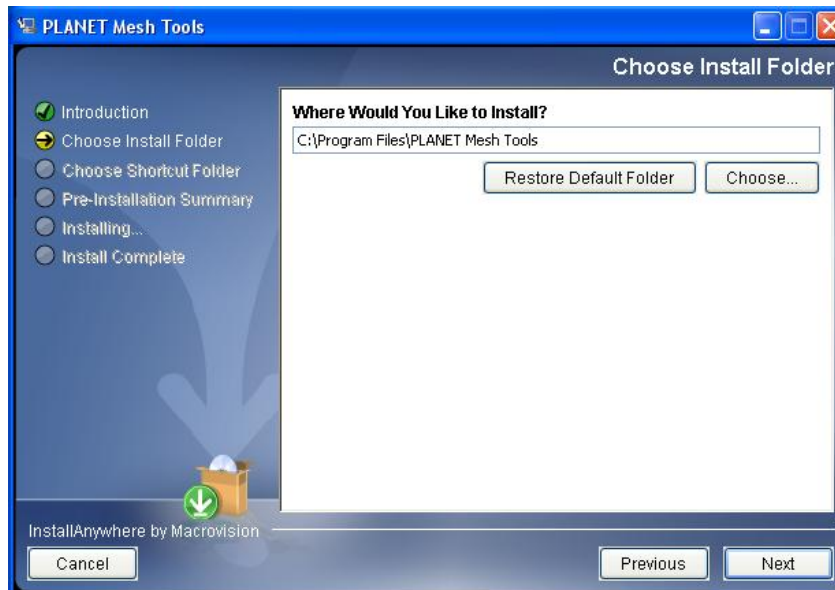 PLANET Mesh Tools
Choose Install Folder
Introduction
Choose Install Folder
Choose Shortcut Folder
Pre-Installation Summary
Installing...
Install Complete
Where Would You Like to Install?
C:\Program Files\PLANET Mesh Tools
Restore Default Folder Choose...
InstallAnywhere by Macrovision
Cancel Previous Next